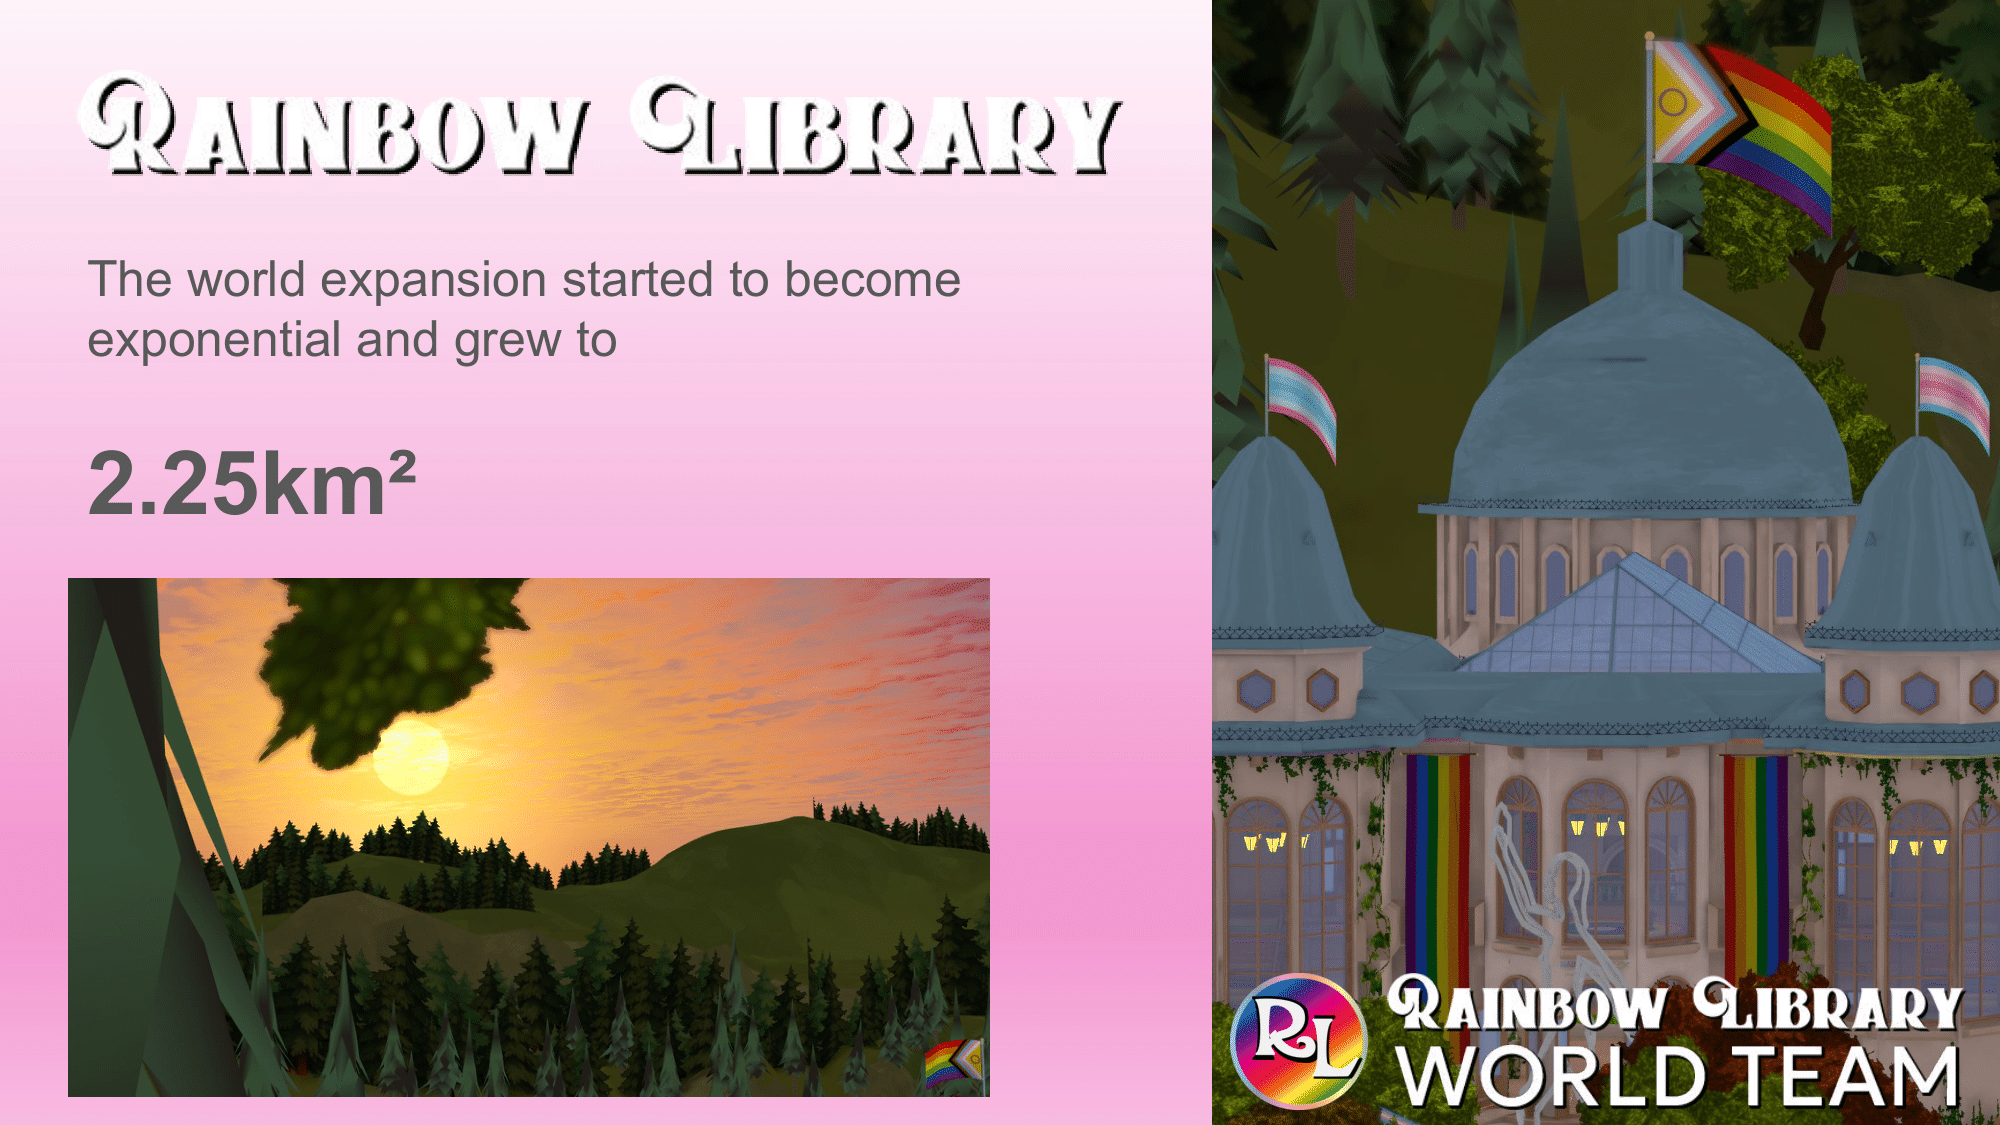 RAINBOW LIBRARY
The world expansion started to become
exponential and grew to
2.25km²
RL
RAINBOW LIBRARY
WORLD TEAM